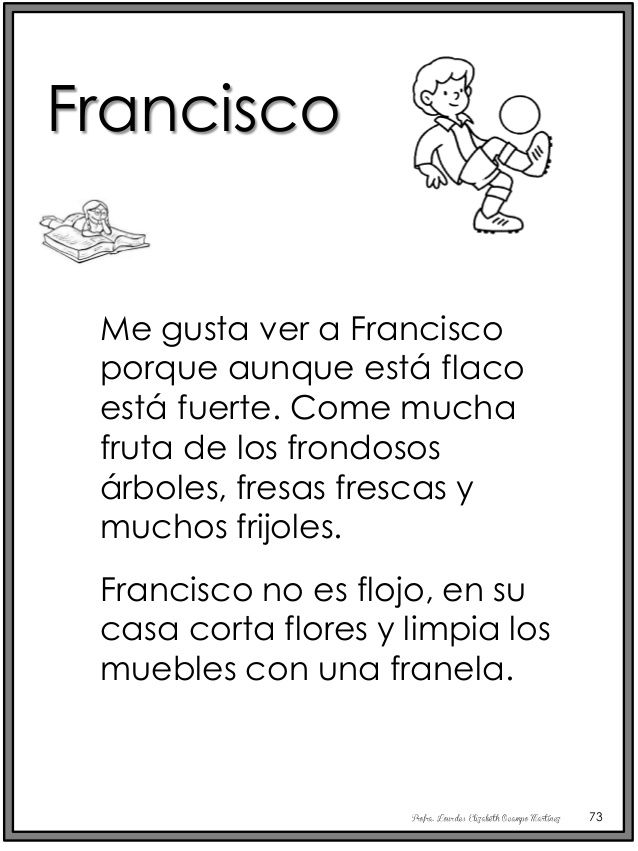 Francisco
Me gusta ver a Francisco
porque aunque está flaco
está fuerte. Come mucha
fruta de los frondosos
árboles, fresas frescas y
muchos frijoles.
Francisco no es flojo, en su
casa corta flores y limpia los
muebles con una franela.
Profra. Lourdes Elizabeth Ocampo Martínez
73